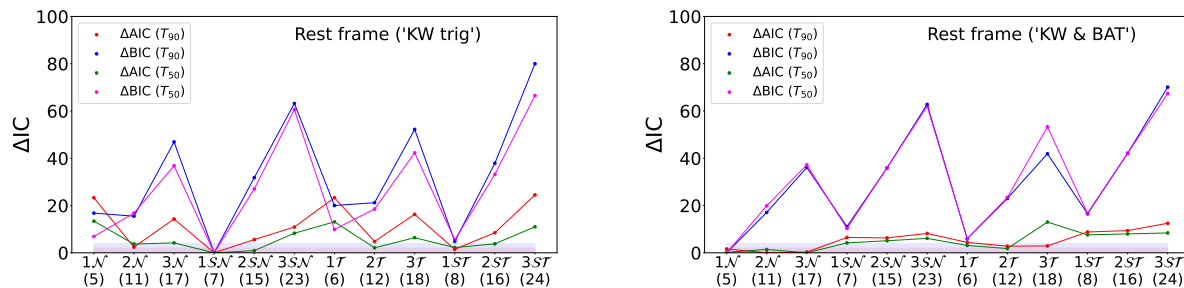 Rest frame ('KW trig')
ΔAIC (T₉₀)
ΔBIC (T₉₀)
ΔAIC (T₅₀)
ΔBIC (T₅₀)
ΔIC
100
80
60
40
20
0
1𝒩 2𝒩 3𝒩 1𝒮𝒩 2𝒮𝒩 3𝒮𝒩 1𝒯 2𝒯 3𝒯 1𝒮𝒯 2𝒮𝒯 3𝒮𝒯
(5) (11) (17) (7) (15) (23) (6) (12) (18) (8) (16) (24)
Rest frame ('KW & BAT')
ΔAIC (T₉₀)
ΔBIC (T₉₀)
ΔAIC (T₅₀)
ΔBIC (T₅₀)
ΔIC
100
80
60
40
20
0
1𝒩 2𝒩 3𝒩 1𝒮𝒩 2𝒮𝒩 3𝒮𝒩 1𝒯 2𝒯 3𝒯 1𝒮𝒯 2𝒮𝒯 3𝒮𝒯
(5) (11) (17) (7) (15) (23) (6) (12) (18) (8) (16) (24)